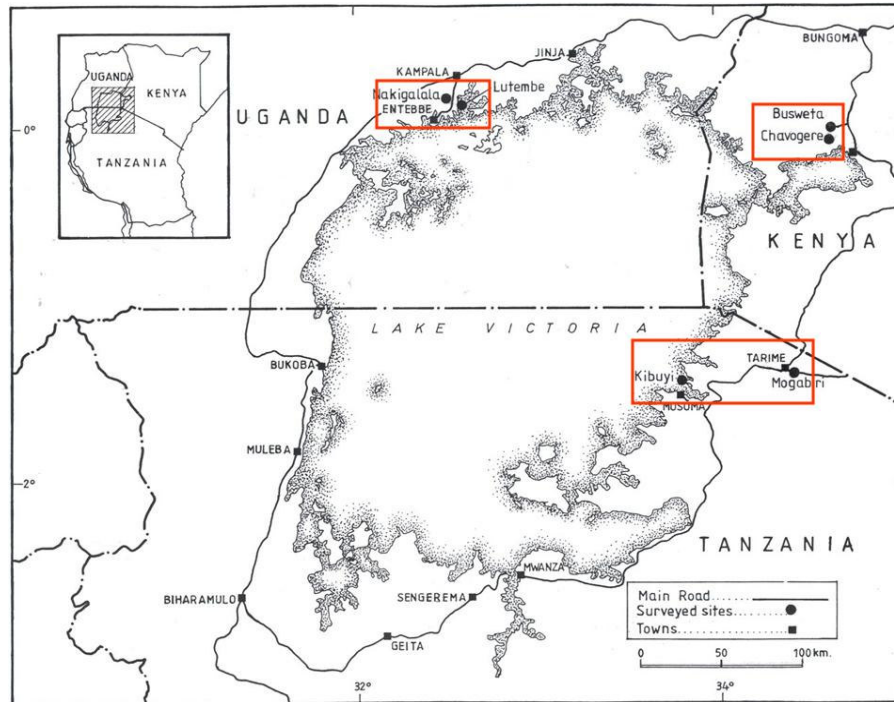 UGANDA
KENYA
TANZANIA
JINJA
BUNGOMA
KAMPALA
Nakigalala
Lutembe
ENTEBBE
UGANDA
0°
Busweta
Chavogere
KENYA
LAKE VICTORIA
BUKOBA
TARIME
Kibuyi
Mogabiri
MUSOMA
MULEBA
2°
TANZANIA
MWANZA
BIHARAMULO
SENGEREMA
GEITA
Main Road........
Surveyed sites............
Towns..................
0 50 100 km.
32°
34°